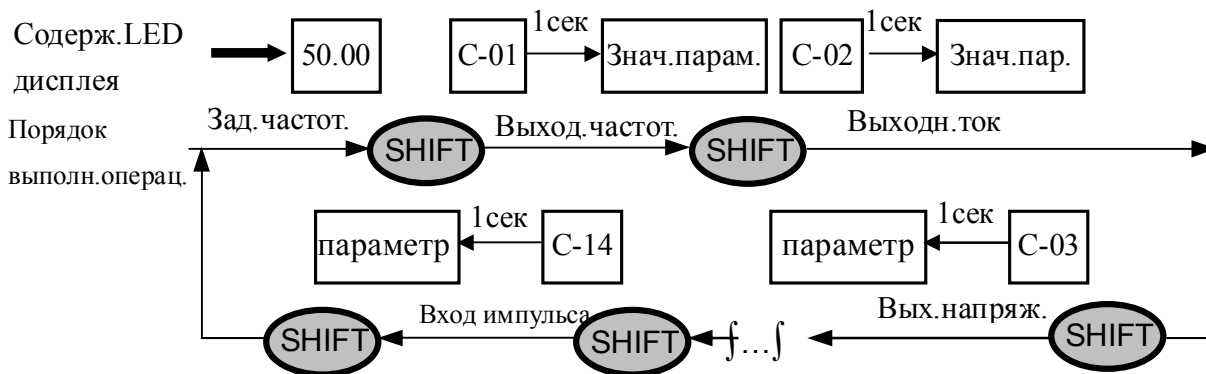 Содерж.LED
дисплея
50.00
C-01
1сек
Знач.парам.
C-02
1сек
Знач.пар.
Порядок
выполн.операц.
Зад.частот.
SHIFT
Выход.частот.
SHIFT
Выходн.ток
параметр
1сек
C-14
параметр
1сек
C-03
SHIFT
Вход импульса
SHIFT
∫...∫
Вых.напряж.
SHIFT